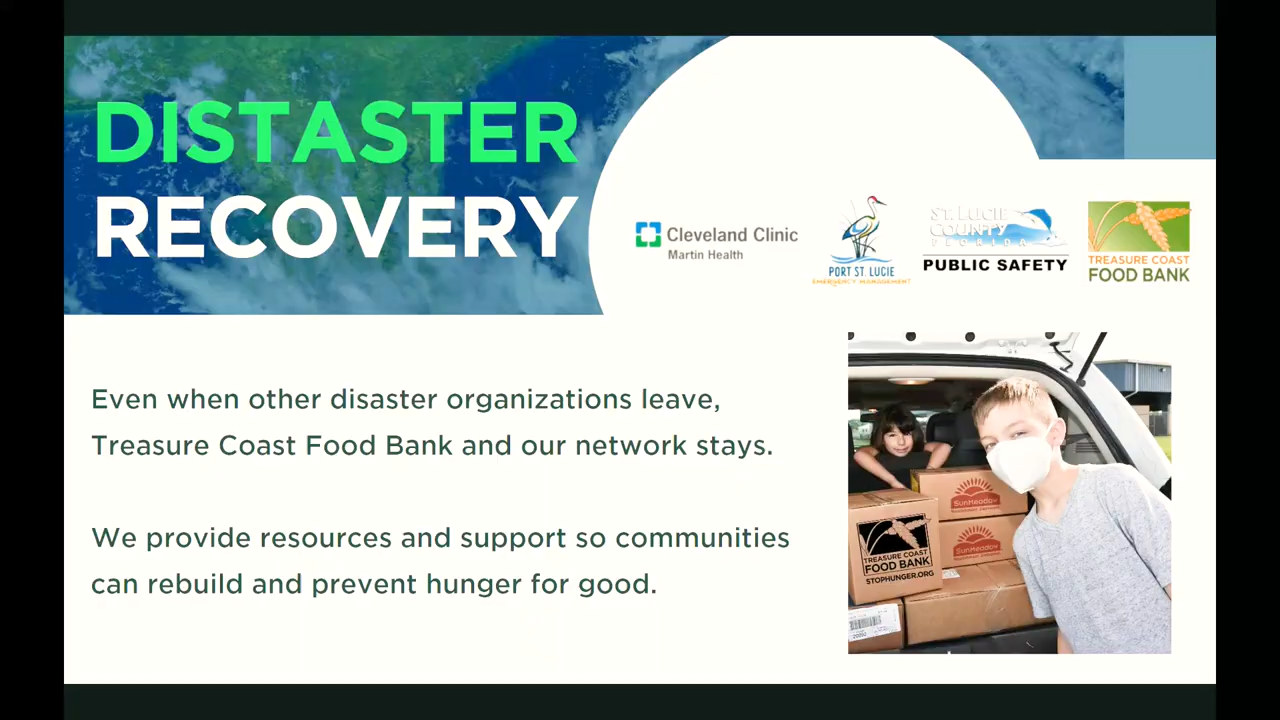 DISTASTER
RECOVERY
Cleveland Clinic
Martin Health
PORT ST. LUCIE
EMERGENCY MANAGEMENT
ST. LUCIE
COUNTY
FLORIDA
PUBLIC SAFETY
TREASURE COAST
FOOD BANK
Even when other disaster organizations leave,
Treasure Coast Food Bank and our network stays.
We provide resources and support so communities
can rebuild and prevent hunger for good.
SunMeadow
SunMeadow
TREASURE COAST
FOOD BANK
STOPHUNGER.ORG